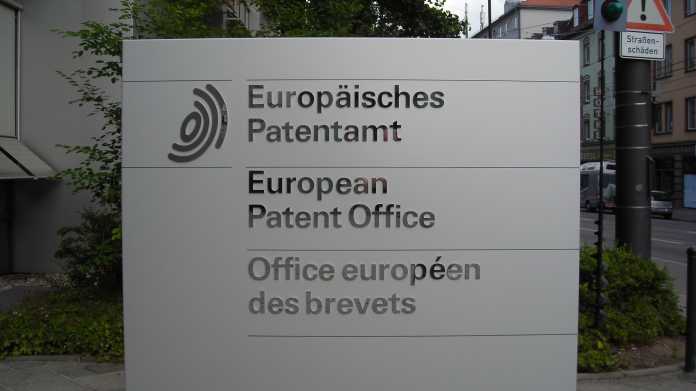 Europäisches
Patentamt
European
Patent Office
Office européen
des brevets
Straßen-
schäden